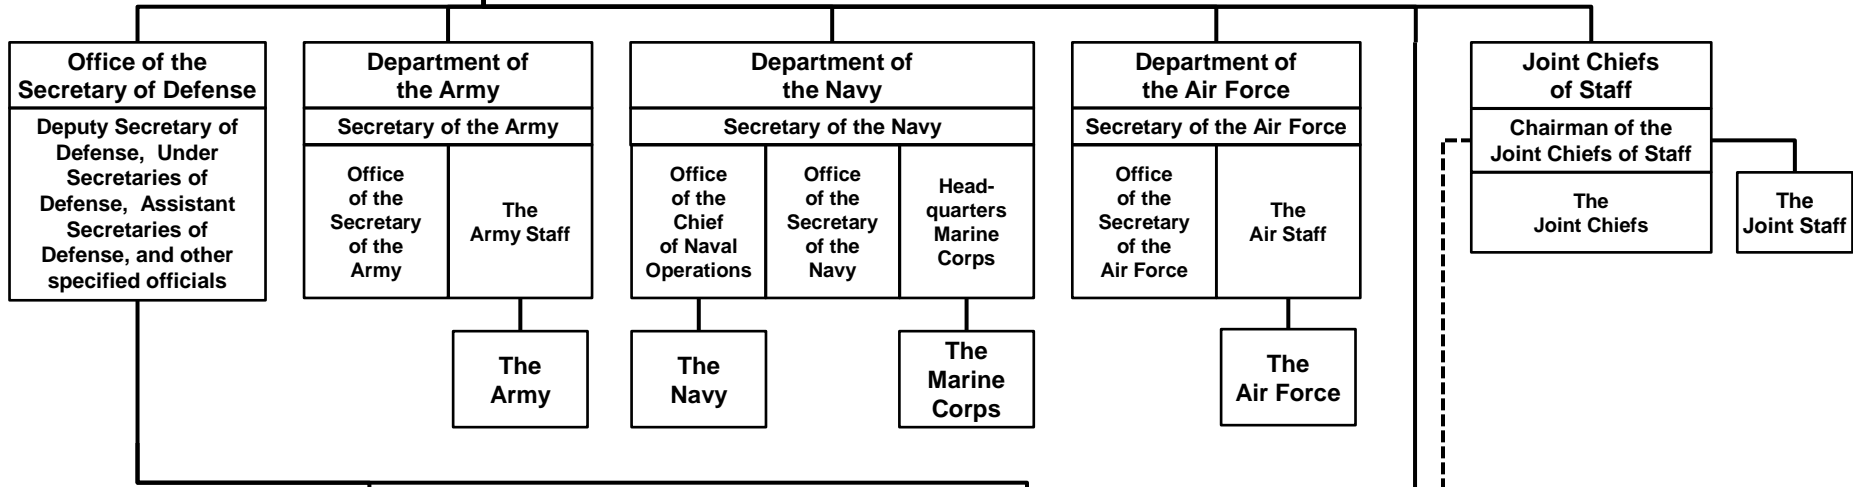 Office of the
Secretary of Defense
Deputy Secretary of
Defense, Under
Secretaries of
Defense, Assistant
Secretaries of
Defense, and other
specified officials
Department of
the Army
Secretary of the Army
Office
of the
Secretary
of the
Army
The
Army Staff
The
Army
Department of
the Navy
Secretary of the Navy
Office
of the
Chief
of Naval
Operations
Office
of the
Secretary
of the
Navy
Head-
quarters
Marine
Corps
The
Navy
The
Marine
Corps
Department of
the Air Force
Secretary of the Air Force
Office
of the
Secretary
of the
Air Force
The
Air Staff
The
Air Force
Joint Chiefs
of Staff
Chairman of the
Joint Chiefs of Staff
The
Joint Chiefs
The
Joint Staff